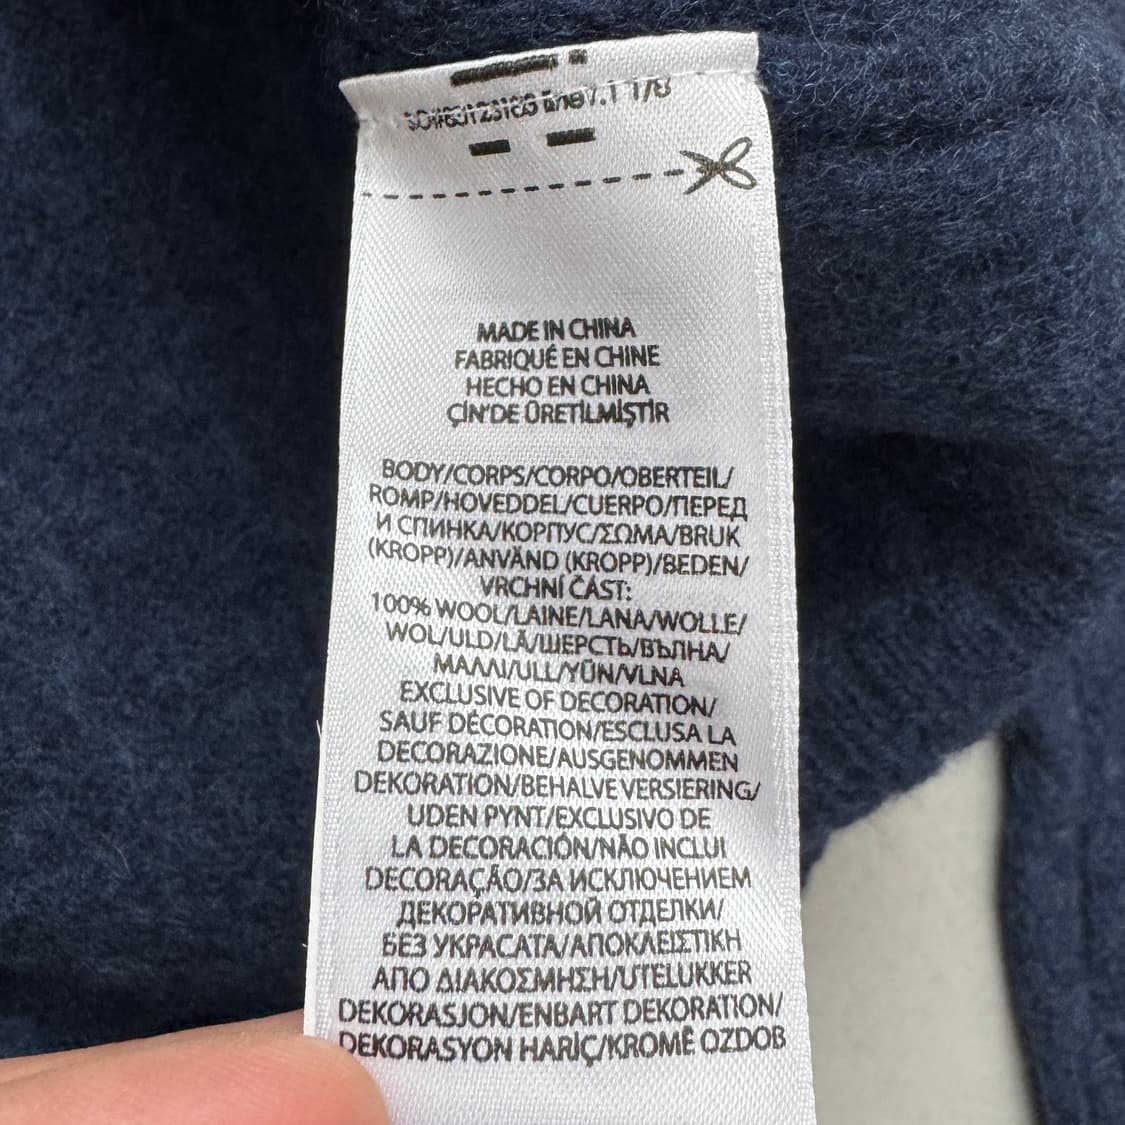 MADE IN CHINA
FABRIQUÉ EN CHINE
HECHO EN CHINA
ÇİN'DE ÜRETİLMİŞTİR
BODY/CORPS/CORPO/OBERTEIL/
ROMP/HOVEDDEL/CUERPO/ПЕРЕД
И СПИНКА/КОРПУС/ΣΩΜΑ/BRUK
(KROPP)/ANVÄND (KROPP)/BEDEN/
VRCHNÍ ČÁST:
100% WOOL/LAINE/LANA/WOLLE/
WOL/ULD/LÃ/ШЕРСТЬ/ВЪЛНА/
ΜΑΛΛΙ/ULL/YÜN/VLNA
EXCLUSIVE OF DECORATION/
SAUF DÉCORATION/ESCLUSA LA
DECORAZIONE/AUSGENOMMEN
DEKORATION/BEHALVE VERSIERING/
UDEN PYNT/EXCLUSIVO DE
LA DECORACIÓN/NÃO INCLUI
DECORAÇÃO/ЗА ИСКЛЮЧЕНИЕМ
ДЕКОРАТИВНОЙ ОТДЕЛКИ/
БЕЗ УКРАСАТА/ΑΠΟΚΛΕΙΣΤΙΚΗ
ΑΠΟ ΔΙΑΚΟΣΜΗΣΗ/UTELUKKER
DEKORASJON/ENBART DEKORATION/
DEKORASYON HARİÇ/KROMĚ OZDOB